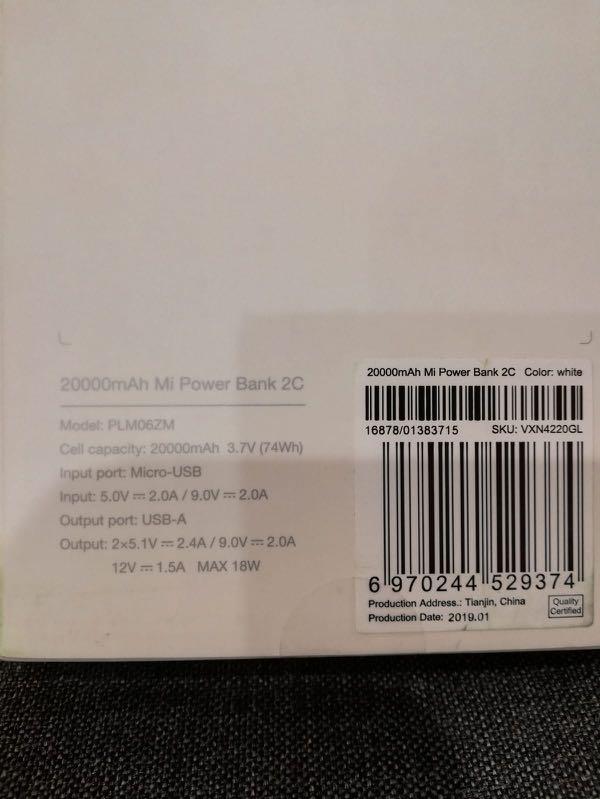 20000mAh Mi Power Bank 2C
Model: PLM06ZM
Cell capacity: 20000mAh 3.7V (74Wh)
Input port: Micro-USB
Input: 5.0V ⎓ 2.0A / 9.0V ⎓ 2.0A
Output port: USB-A
Output: 2×5.1V ⎓ 2.4A / 9.0V ⎓ 2.0A
12V ⎓ 1.5A MAX 18W
20000mAh Mi Power Bank 2C Color: white
16878/01383715 SKU: VXN4220GL
6 970244 529374
Production Address.: Tianjin, China
Production Date: 2019.01
Quality
Certified